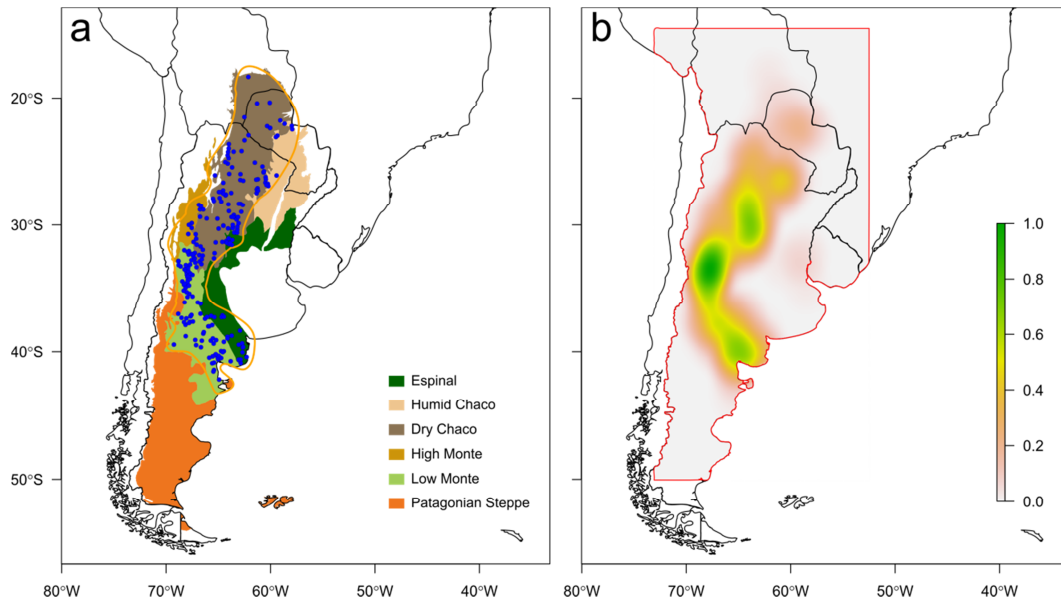 a
b
20°S
30°S
40°S
50°S
Espinal
Humid Chaco
Dry Chaco
High Monte
Low Monte
Patagonian Steppe
1.0
0.8
0.6
0.4
0.2
0.0
80°W
70°W
60°W
50°W
40°W
80°W
70°W
60°W
50°W
40°W